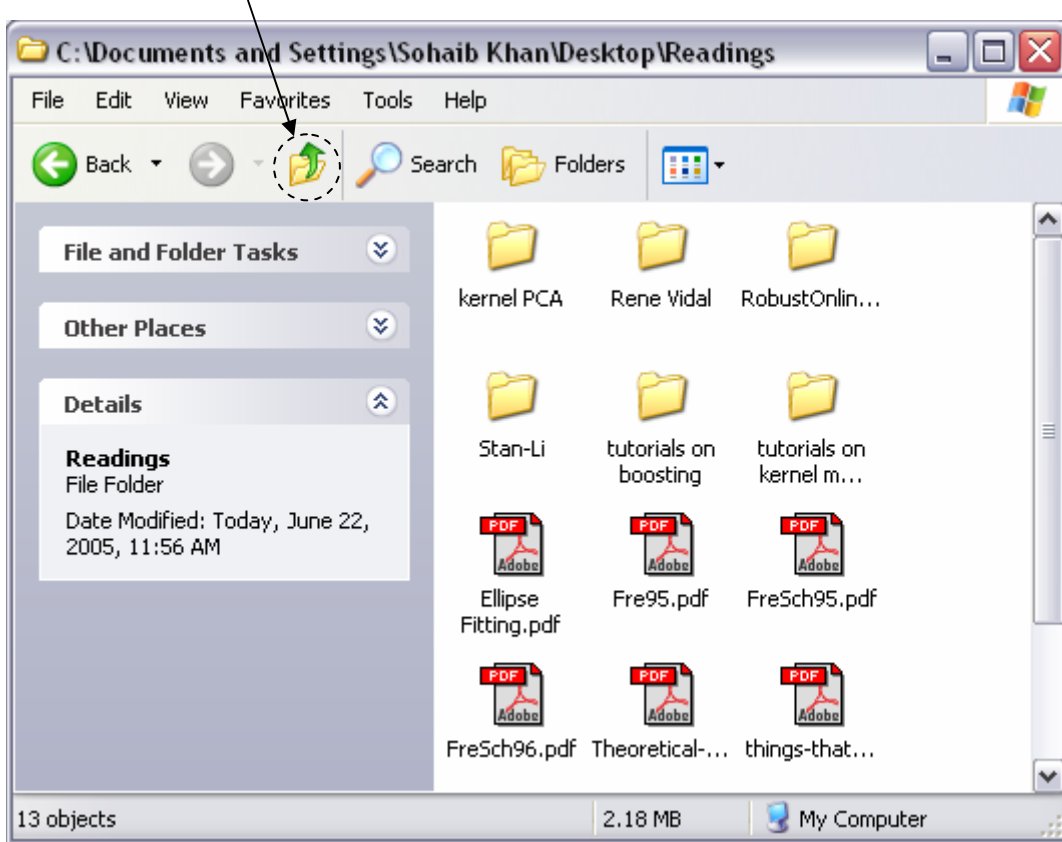 C:\Documents and Settings\Sohaib Khan\Desktop\Readings
File Edit View Favorites Tools Help
Back Search Folders
File and Folder Tasks
Other Places
Details
Readings
File Folder
Date Modified: Today, June 22,
2005, 11:56 AM
kernel PCA Rene Vidal RobustOnlin...
Stan-Li tutorials on tutorials on
boosting kernel m...
PDF PDF PDF
Adobe Adobe Adobe
Ellipse Fre95.pdf FreSch95.pdf
Fitting.pdf
PDF PDF PDF
Adobe Adobe Adobe
FreSch96.pdf Theoretical-... things-that...
13 objects 2.18 MB My Computer